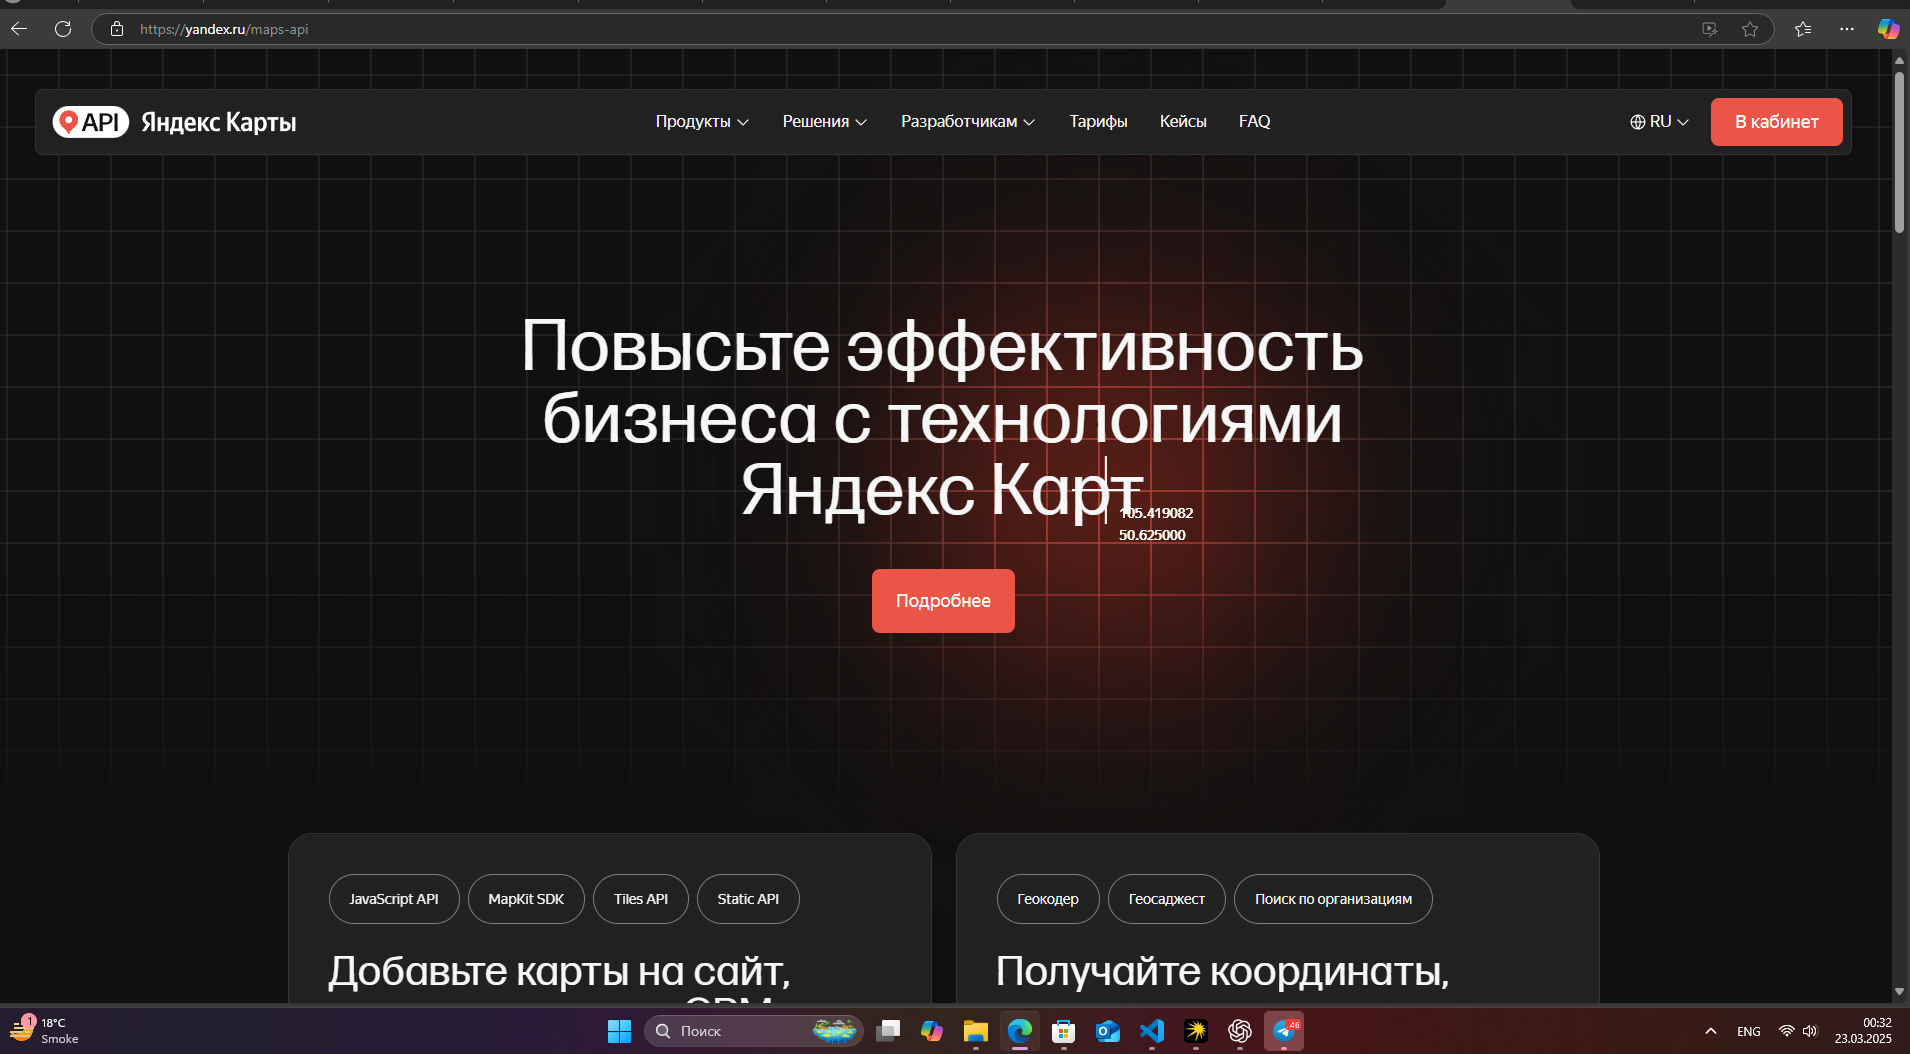 https://yandex.ru/maps-api
API Яндекс Карты
Продукты
Решения
Разработчикам
Тарифы
Кейсы
FAQ
RU
В кабинет
Повысьте эффективность
бизнеса с технологиями
Яндекс Карт
105.419082
50.625000
Подробнее
JavaScript API
MapKit SDK
Tiles API
Static API
Добавьте карты на сайт,
Геокодер
Геосаджест
Поиск по организациям
Получайте координаты,
1
18°C
Smoke
Поиск
.46
ENG
00:32
23.03.2025